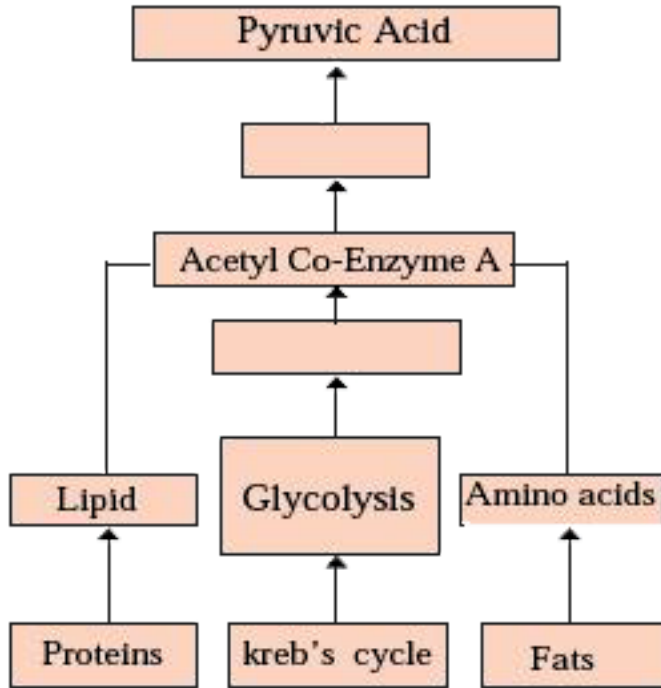 Pyruvic Acid
Acetyl Co-Enzyme A
Lipid
Glycolysis
Amino acids
Proteins
kreb's cycle
Fats